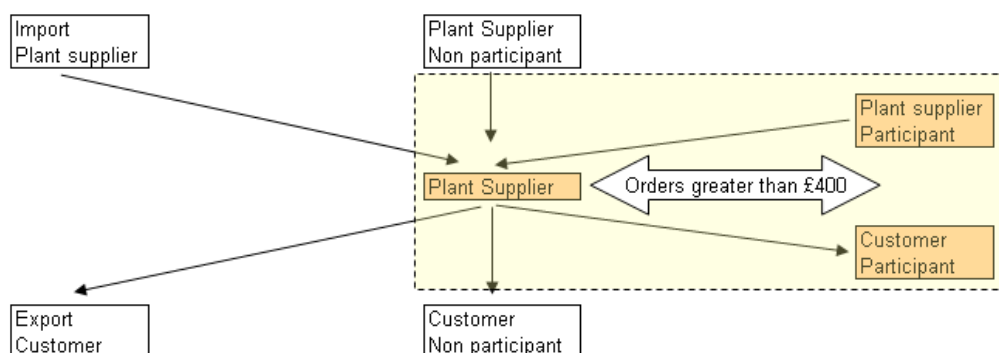 Import
Plant supplier
Plant Supplier
Non participant
Plant supplier
Participant
Plant Supplier
Orders greater than £400
Customer
Participant
Export
Customer
Customer
Non participant